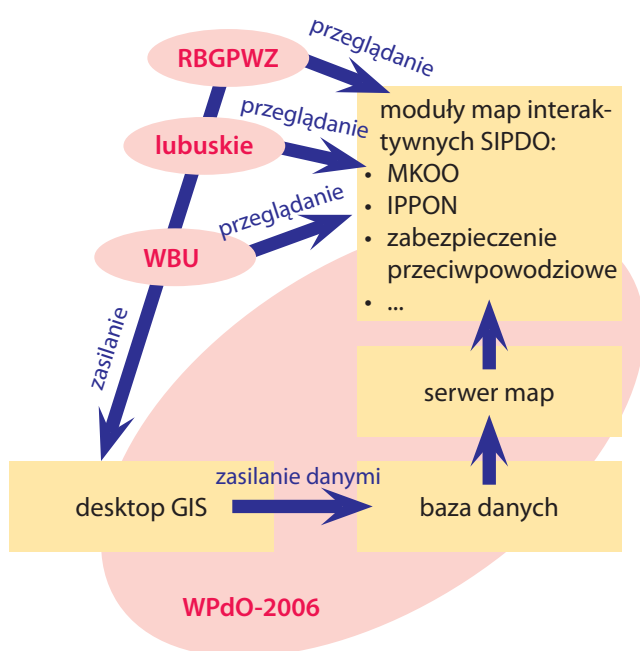 RBGPWZ
przeglądanie
lubuskie
przeglądanie
WBU
przeglądanie
moduły map interak-
tywnych SIPDO:
• MKOO
• IPPON
• zabezpieczenie
przeciwpowodziowe
• ...
zasilanie
serwer map
desktop GIS
zasilanie danymi
baza danych
WPdO-2006